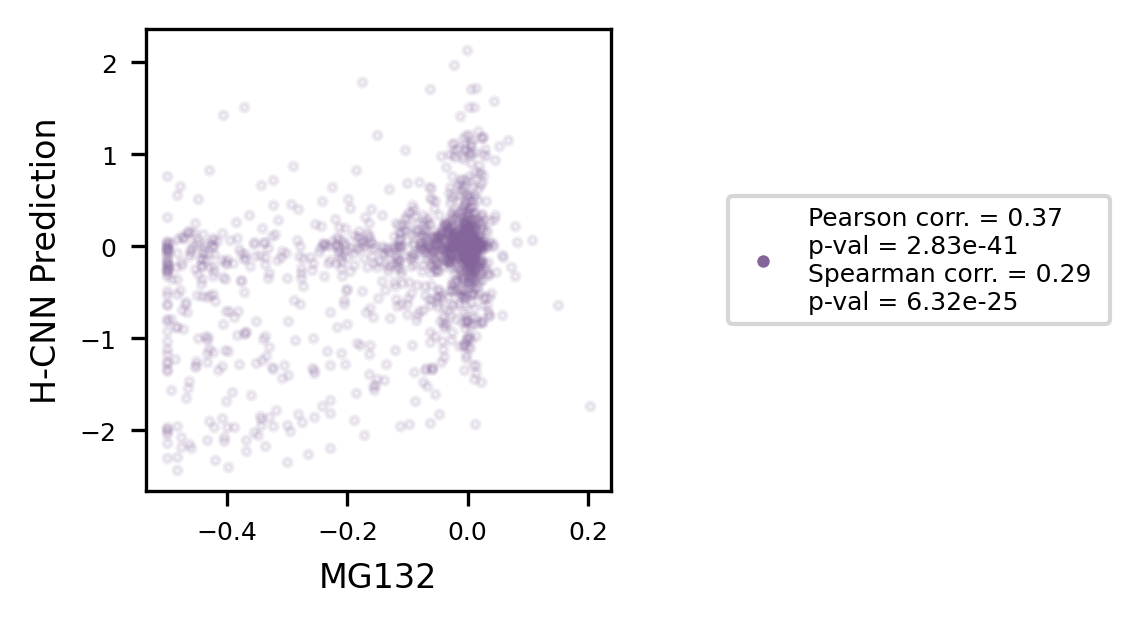 2
1
0
−1
−2
H-CNN Prediction
−0.4
−0.2
0.0
0.2
MG132
Pearson corr. = 0.37
p-val = 2.83e-41
Spearman corr. = 0.29
p-val = 6.32e-25